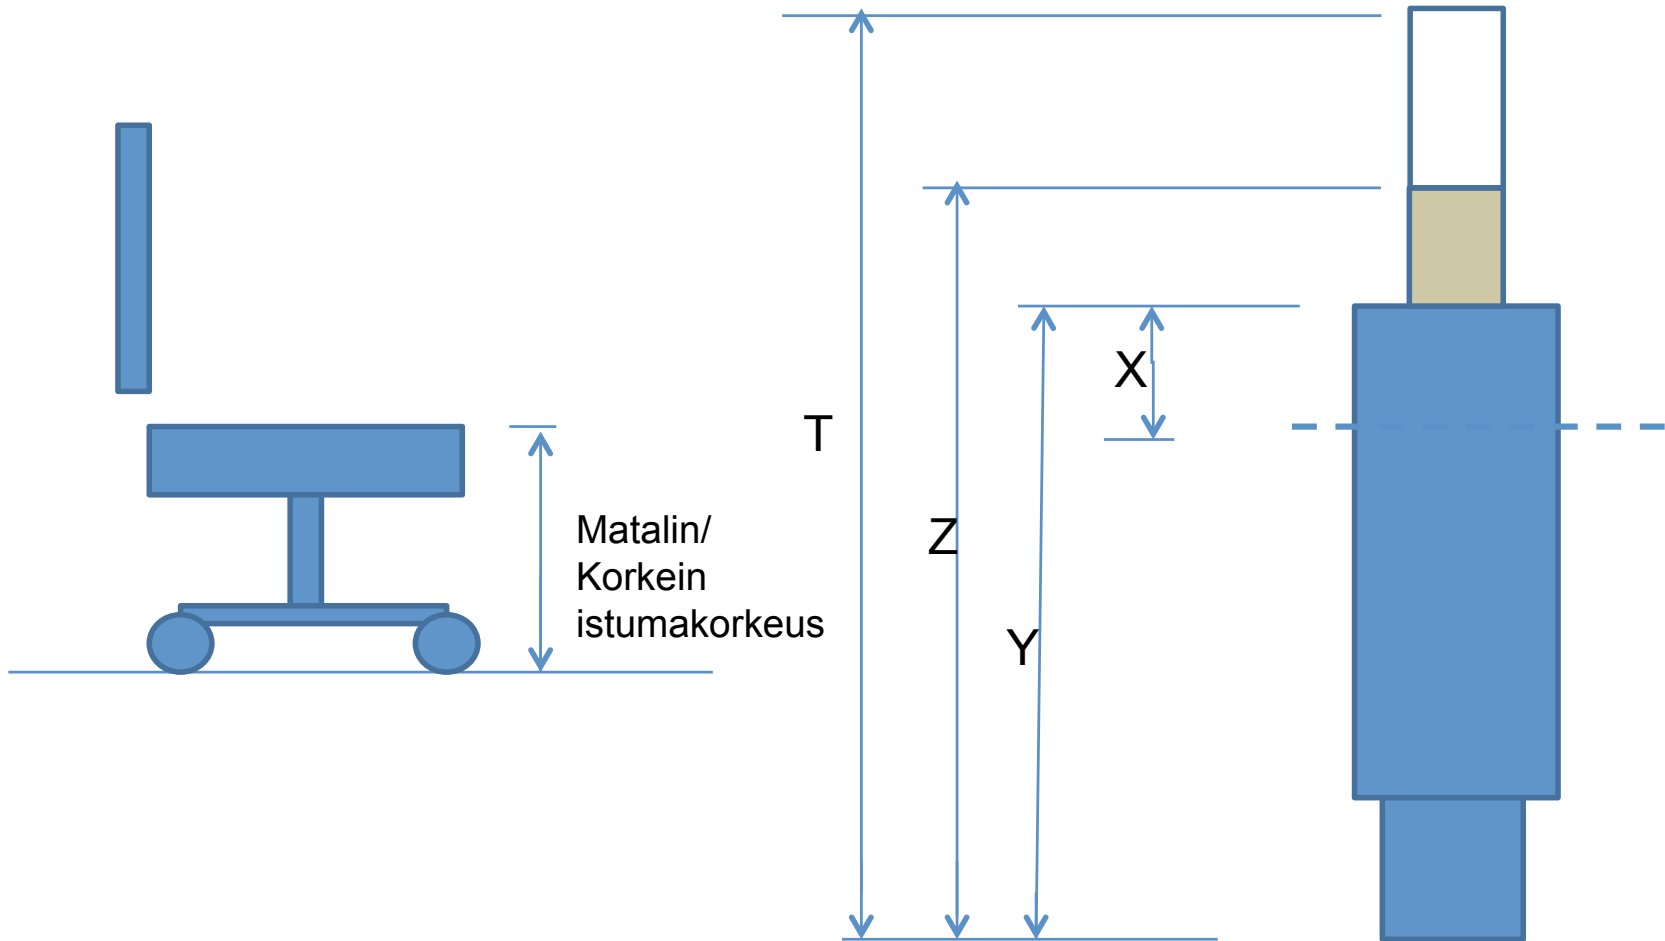 Matalin/
Korkein
istumakorkeus
T
Z
Y
X